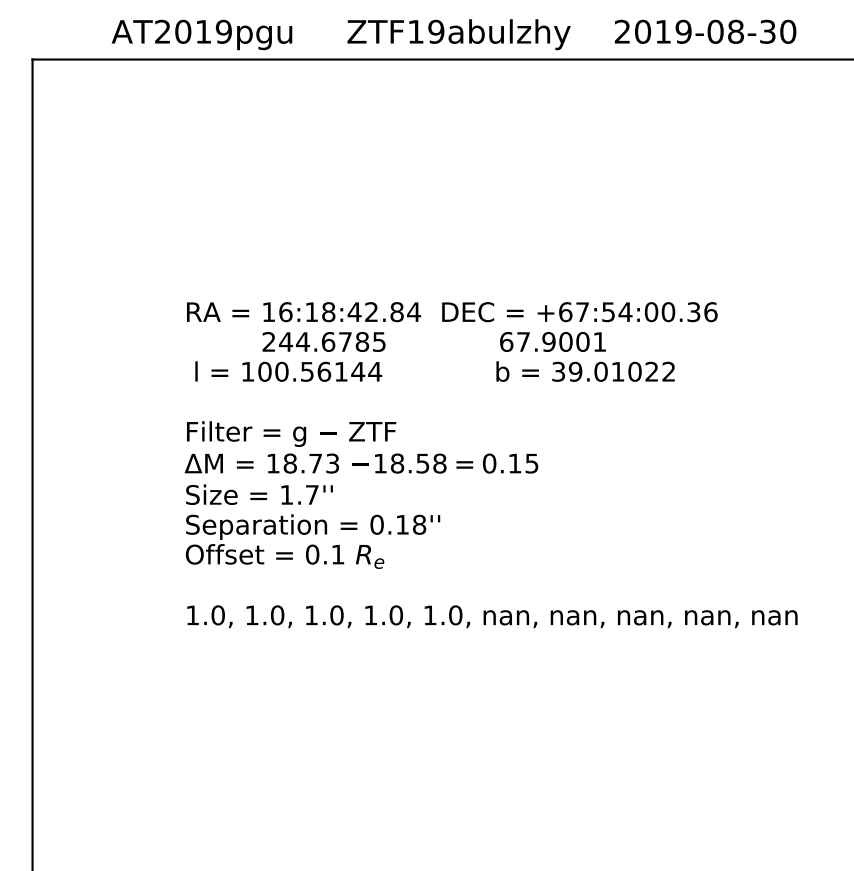 AT2019pgu ZTF19abulzhy 2019-08-30
RA = 16:18:42.84 DEC = +67:54:00.36
244.6785 67.9001
l = 100.56144 b = 39.01022
Filter = g − ZTF
ΔM = 18.73 −18.58 = 0.15
Size = 1.7''
Separation = 0.18''
Offset = 0.1 Re
1.0, 1.0, 1.0, 1.0, 1.0, nan, nan, nan, nan, nan